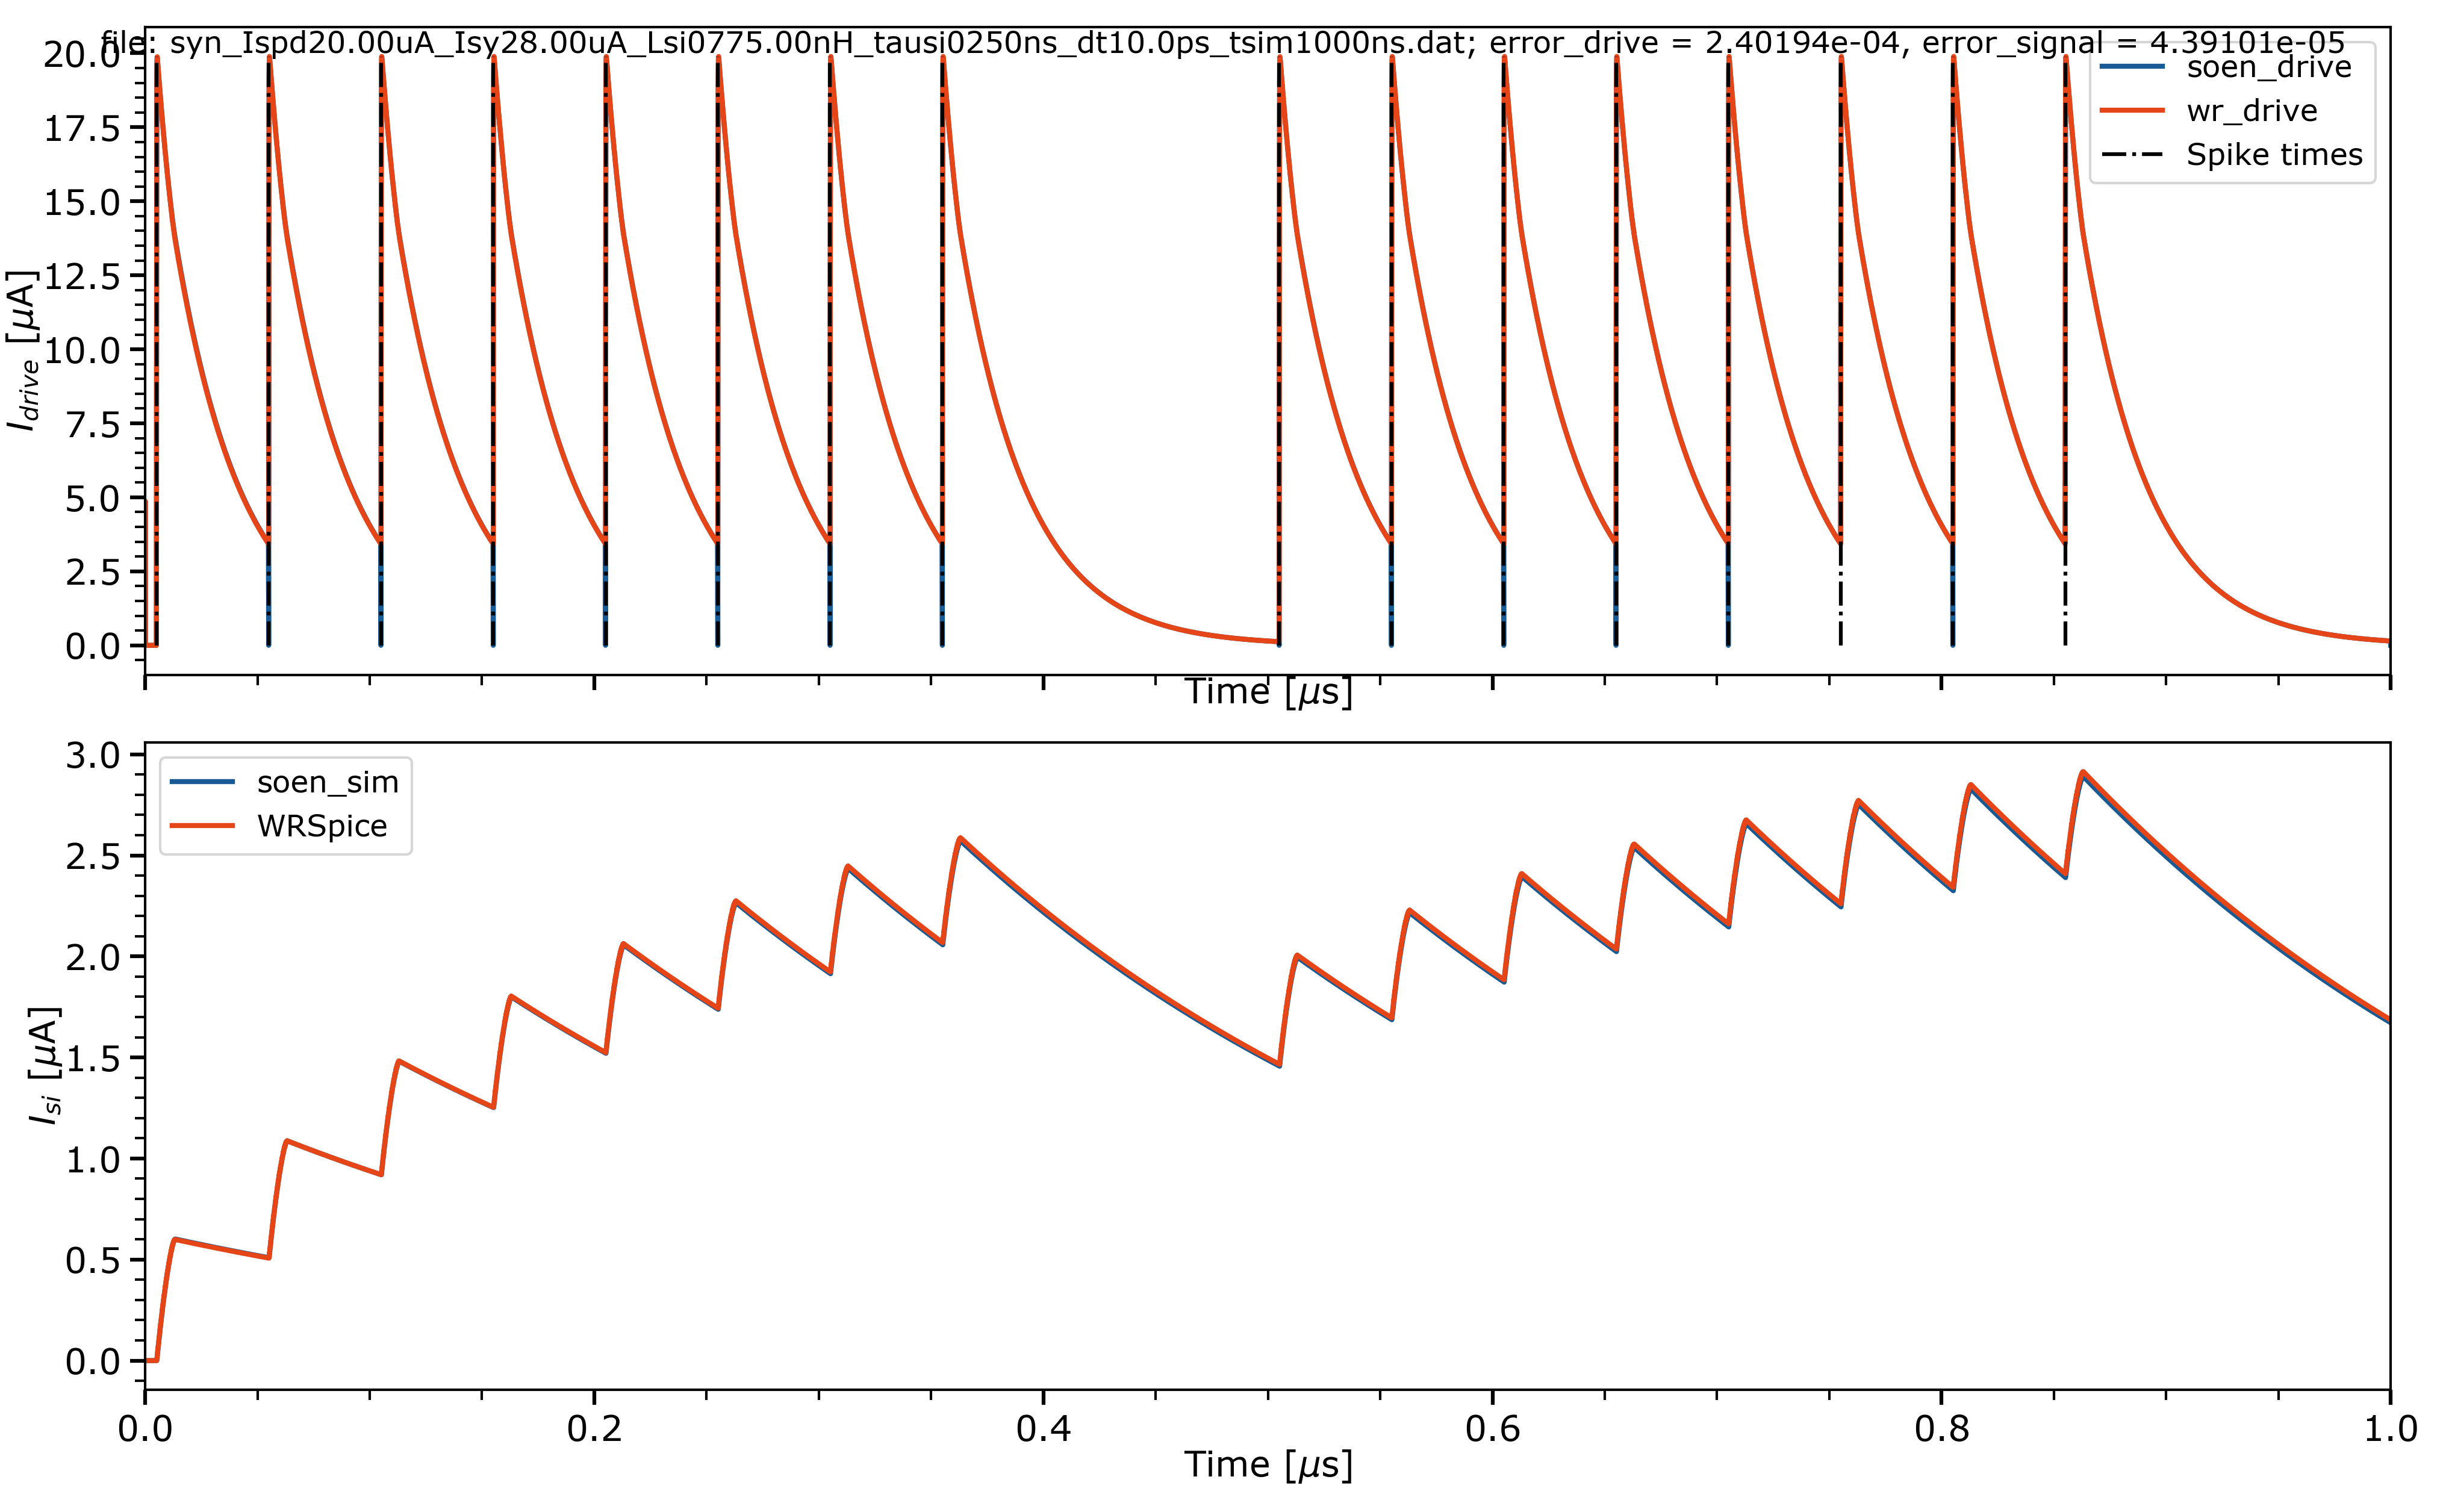 file: syn_Ispd20.00uA_Isy28.00uA_Lsi0775.00nH_tausi0250ns_dt10.0ps_tsim1000ns.dat; error_drive = 2.40194e-04, error_signal = 4.39101e-05
20.0
17.5
15.0
12.5
10.0
7.5
5.0
2.5
0.0
I_drive [μA]
soen_drive
wr_drive
Spike times
Time [μs]
3.0
2.5
2.0
1.5
1.0
0.5
0.0
I_si [μA]
soen_sim
WRSpice
0.0 0.2 0.4 0.6 0.8 1.0
Time [μs]